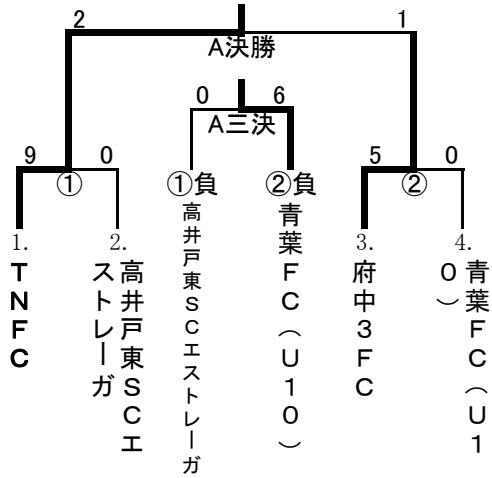 2 1
A決勝
0 6
A三決
9 0 5 0
① ①負 ②負 ②
1. 2. 3. 4.
TNFC
高井戸東SCエ
ストレーガ
高井戸東SCエストレーガ
青葉FC(U10)
府中3FC
青葉FC(U1
0)